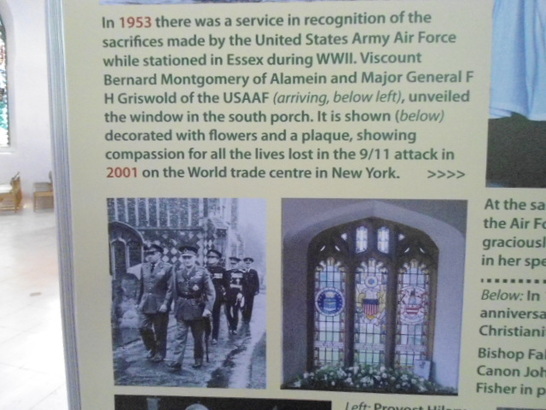 In 1953 there was a service in recognition of the
sacrifices made by the United States Army Air Force
while stationed in Essex during WWII. Viscount
Bernard Montgomery of Alamein and Major General F
H Griswold of the USAAF (arriving, below left), unveiled
the window in the south porch. It is shown (below)
decorated with flowers and a plaque, showing
compassion for all the lives lost in the 9/11 attack in
2001 on the World trade centre in New York. >>>>
At the sa
the Air Fo
graciousl
in her spe
Below: In
anniversa
Christiani
Bishop Fal
Canon Joh
Fisher in p
Left: Provost